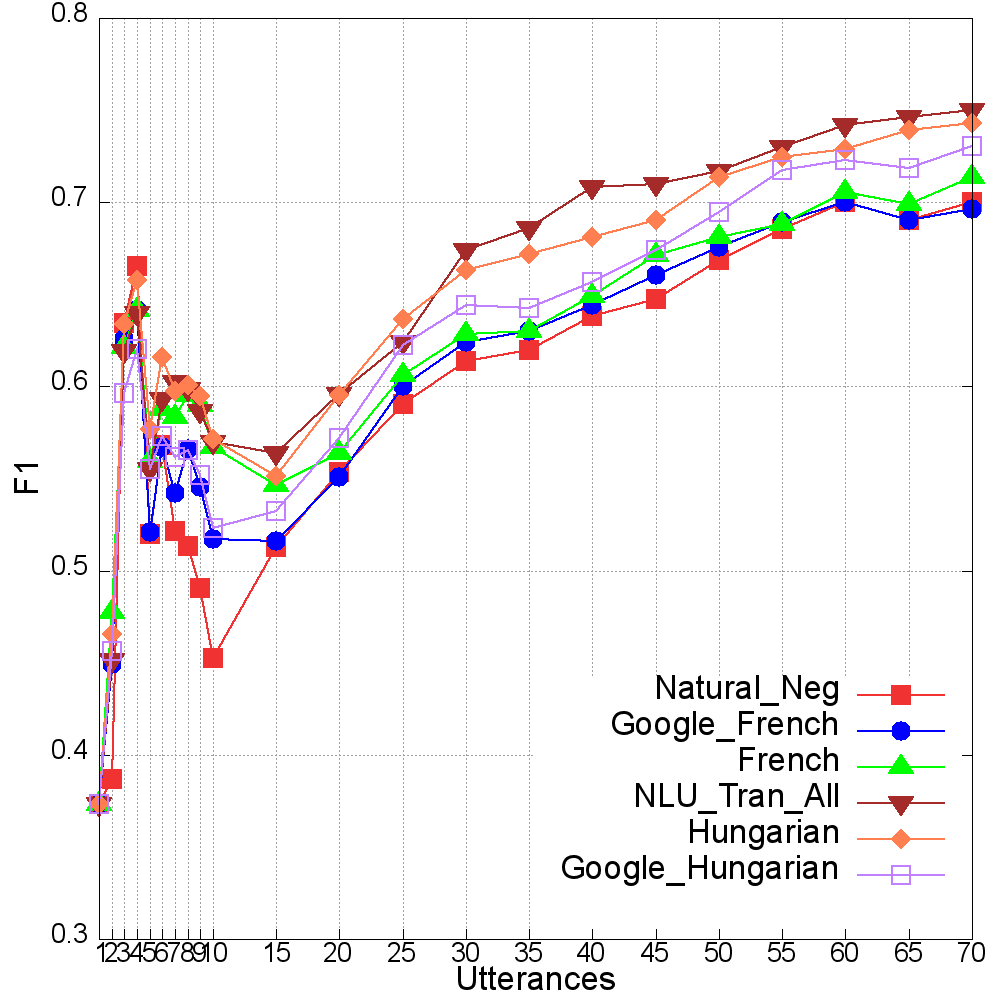 0.8
0.7
0.6
0.5
0.4
0.3
F1
1 2 3 4 5 6 7 8 9 10 15 20 25 30 35 40 45 50 55 60 65 70
Utterances
Natural_Neg
Google_French
French
NLU_Tran_All
Hungarian
Google_Hungarian